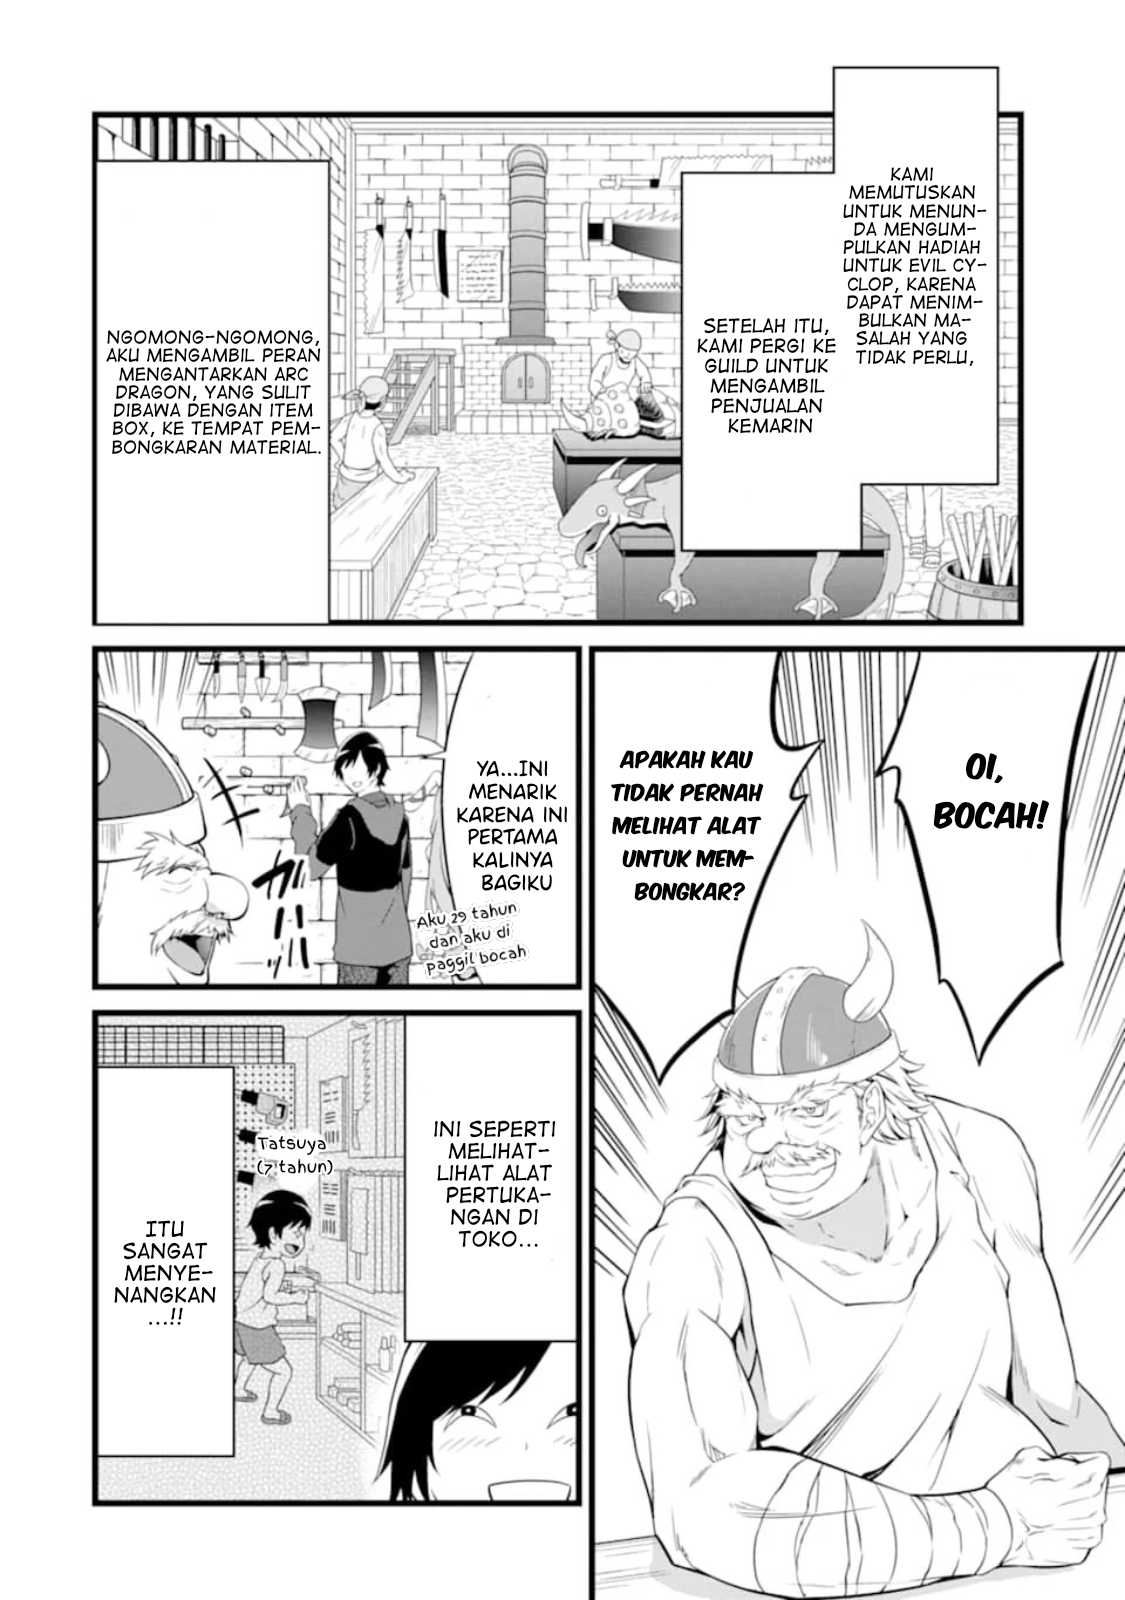 KAMI
MEMUTUSKAN
UNTUK MENUN-
DA MENGUM-
PULKAN HADIAH
UNTUK EVIL CY-
CLOP, KARENA
DAPAT MENIM-
BULKAN MA-
SALAH YANG
TIDAK PERLU,
SETELAH ITU,
KAMI PERGI KE
GUILD UNTUK
MENGAMBIL
PENJUALAN
KEMARIN
NGOMONG-NGOMONG,
AKU MENGAMBIL PERAN
MENGANTARKAN ARC
DRAGON, YANG SULIT
DIBAWA DENGAN ITEM
BOX, KE TEMPAT PEM-
BONGKARAN MATERIAL.
OI,
BOCAH!
APAKAH KAU
TIDAK PERNAH
MELIHAT ALAT
UNTUK MEM-
BONGKAR?
YA...INI
MENARIK
KARENA INI
PERTAMA
KALINYA
BAGIKU
Aku 29 tahun
dan aku di
paggil bocah
ガハハハ
INI SEPERTI
MELIHAT-
LIHAT ALAT
PERTUKA-
NGAN DI
TOKO...
Tatsuya
(7 tahun)
ITU
SANGAT
MENYE-
NANGKAN
...!!